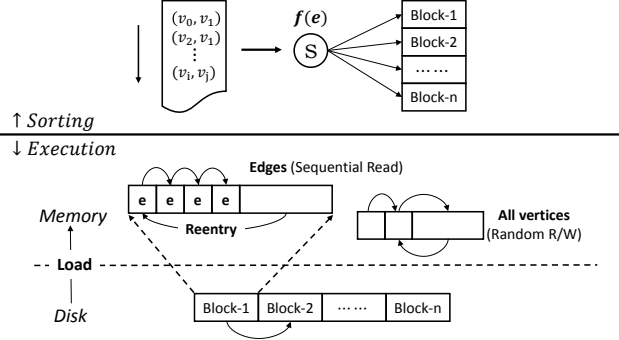 (v₀, v₁)
(v₂, v₁)
⋮
(vᵢ, vⱼ)
f(e)
S
Block-1
Block-2
⋯⋯
Block-n
↑ Sorting
↓ Execution
Edges (Sequential Read)
e e e e
Reentry
All vertices
(Random R/W)
Memory
Load
Disk
Block-1 Block-2 ⋯⋯ Block-n